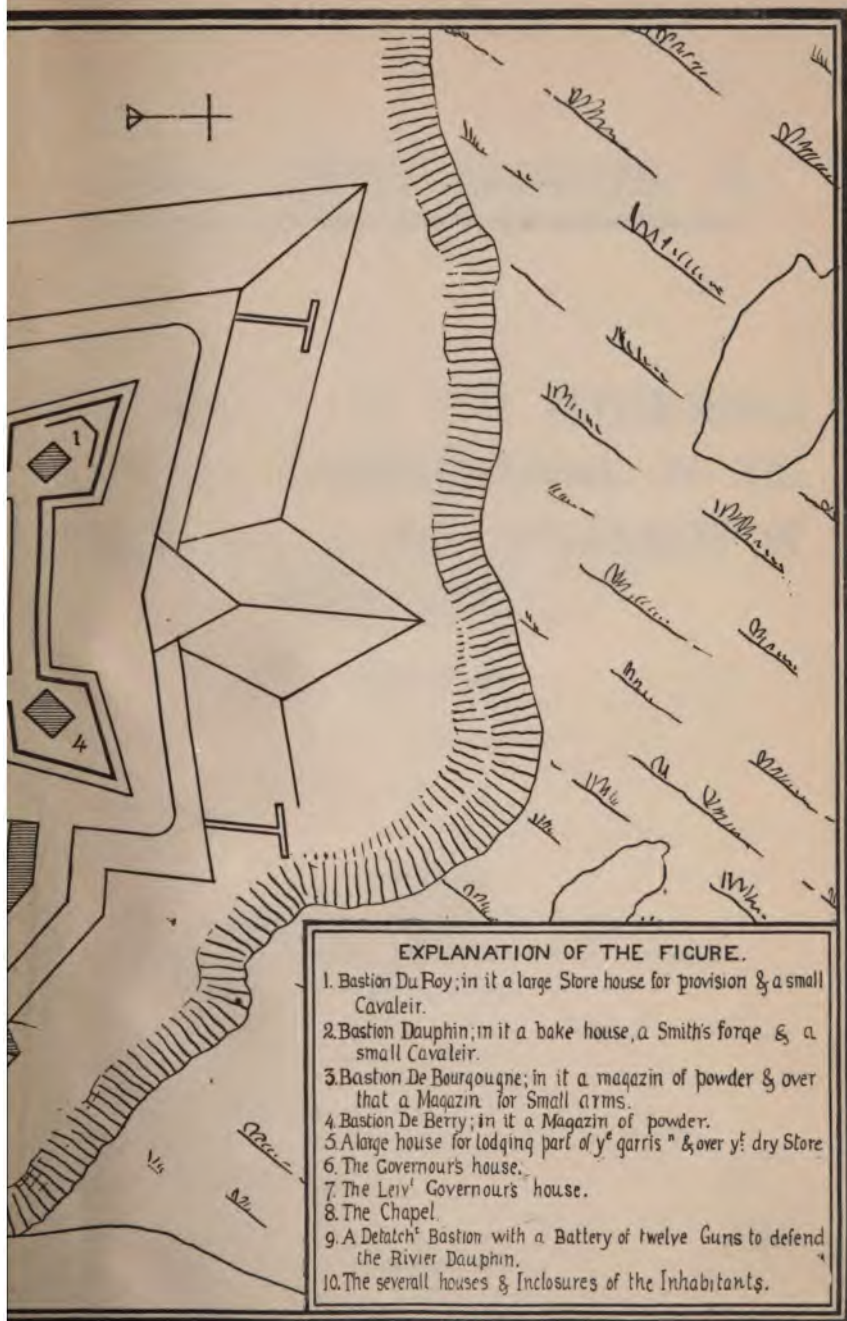 1
4
EXPLANATION OF THE FIGURE.
1. Bastion Du Roy; in it a large Store house for provision & a small
Cavaleir.
2. Bastion Dauphin; in it a bake house, a Smith's forge & a
small Cavaleir.
3. Bastion De Bourgougne; in it a magazin of powder & over
that a Magazin for Small arms.
4. Bastion De Berry; in it a Magazin of powder.
5. A large house for lodging part of yᵉ garris ⁿ & over yᵗ dry Store
6. The Governour's house.
7. The Leivᵗ Governour's house.
8. The Chapel.
9. A Detatchᵗ Bastion with a Battery of twelve Guns to defend
the Rivier Dauphin.
10. The severall houses & Inclosures of the Inhabitants.